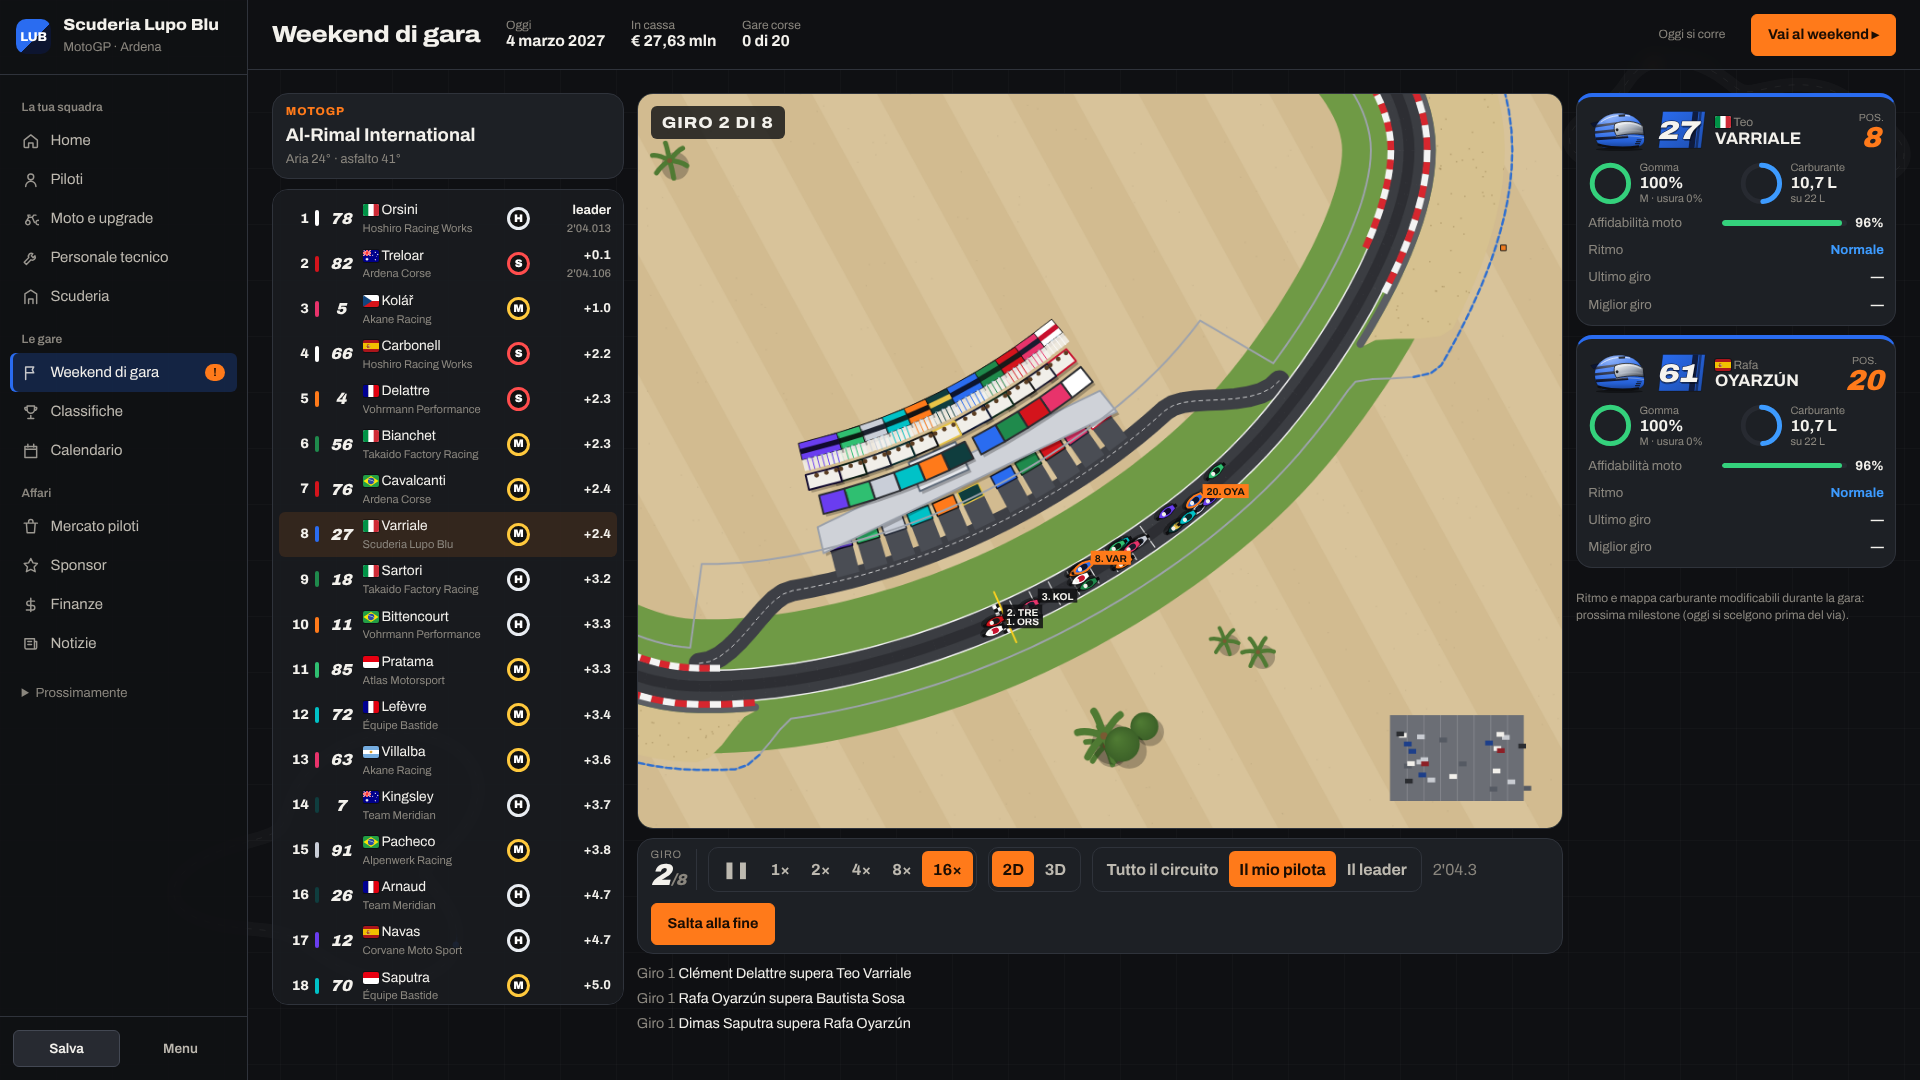 LUB
Scuderia Lupo Blu
MotoGP · Ardena
La tua squadra
Home
Piloti
Moto e upgrade
Personale tecnico
Scuderia
Le gare
Weekend di gara
!
Classifiche
Calendario
Affari
Mercato piloti
Sponsor
Finanze
Notizie
Prossimamente
Salva
Menu
Weekend di gara
Oggi
4 marzo 2027
In cassa
€ 27,63 mln
Gare corse
0 di 20
Oggi si corre
Vai al weekend
MOTOGP
Al-Rimal International
Aria 24° · asfalto 41°
1 78 Orsini H leader
Hoshiro Racing Works 2'04.013
2 82 Treloar S +0.1
Ardena Corse 2'04.106
3 5 Kolář M +1.0
Akane Racing
4 66 Carbonell S +2.2
Hoshiro Racing Works
5 4 Delattre S +2.3
Vohrmann Performance
6 56 Bianchet M +2.3
Takaido Factory Racing
7 76 Cavalcanti M +2.4
Ardena Corse
8 27 Varriale M +2.4
Scuderia Lupo Blu
9 18 Sartori H +3.2
Takaido Factory Racing
10 11 Bittencourt H +3.3
Vohrmann Performance
11 85 Pratama M +3.3
Atlas Motorsport
12 72 Lefèvre M +3.4
Équipe Bastide
13 63 Villalba M +3.6
Akane Racing
14 7 Kingsley H +3.7
Team Meridian
15 91 Pacheco M +3.8
Alpenwerk Racing
16 26 Arnaud H +4.7
Team Meridian
17 12 Navas H +4.7
Corvane Moto Sport
18 70 Saputra M +5.0
Équipe Bastide
GIRO 2 DI 8
20. OYA
8. VAR
3. KOL
2. TRE
1. ORS
GIRO
2/8
1×
2×
4×
8×
16×
2D
3D
Tutto il circuito
Il mio pilota
Il leader
2'04.3
Salta alla fine
Giro 1 Clément Delattre supera Teo Varriale
Giro 1 Rafa Oyarzún supera Bautista Sosa
Giro 1 Dimas Saputra supera Rafa Oyarzún
27
Teo
VARRIALE
POS.
8
Gomma
100%
M · usura 0%
Carburante
10,7 L
su 22 L
Affidabilità moto 96%
Ritmo Normale
Ultimo giro —
Miglior giro —
61
Rafa
OYARZÚN
POS.
20
Gomma
100%
M · usura 0%
Carburante
10,7 L
su 22 L
Affidabilità moto 96%
Ritmo Normale
Ultimo giro —
Miglior giro —
Ritmo e mappa carburante modificabili durante la gara:
prossima milestone (oggi si scelgono prima del via).